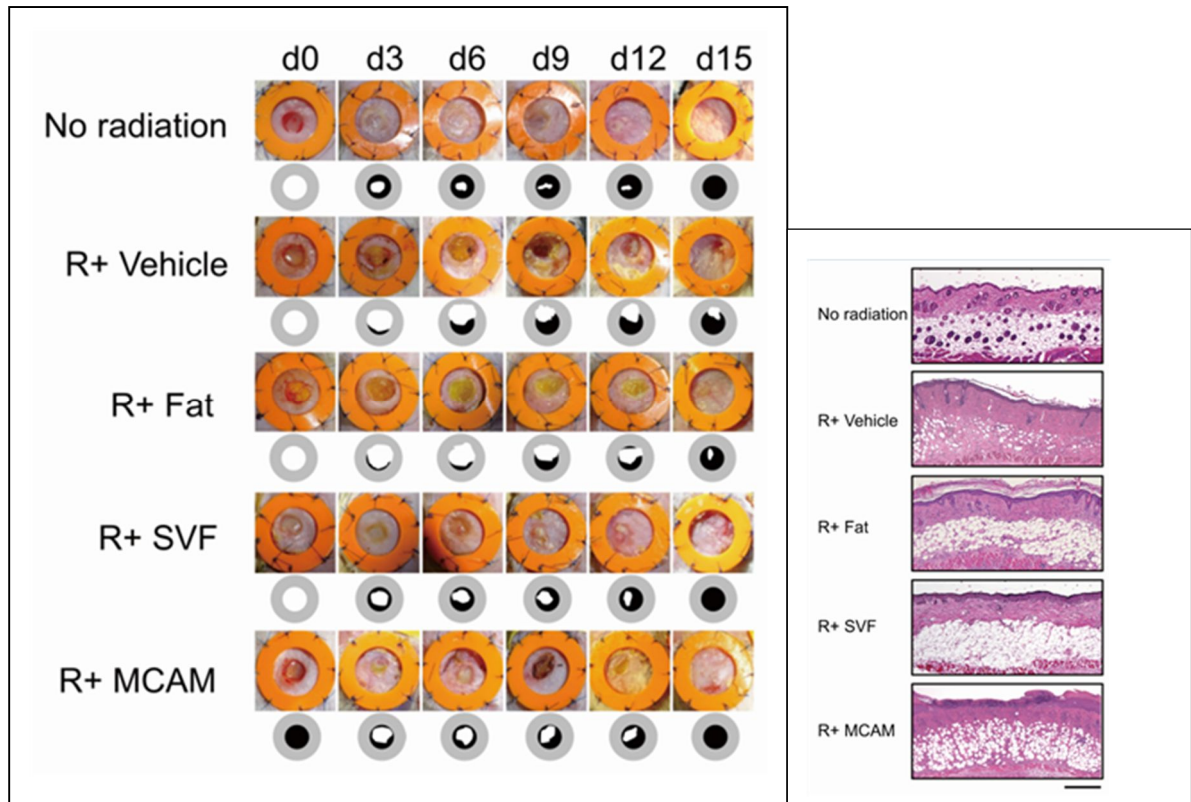 d0 d3 d6 d9 d12 d15
No radiation
R+ Vehicle
R+ Fat
R+ SVF
R+ MCAM
No radiation
R+ Vehicle
R+ Fat
R+ SVF
R+ MCAM